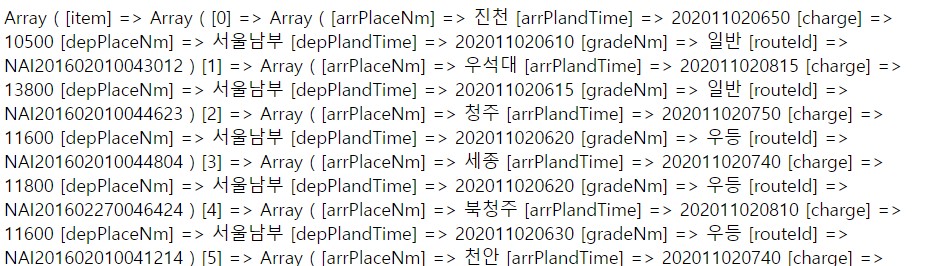 Array ( [item] => Array ( [0] => Array ( [arrPlaceNm] => 진천 [arrPlandTime] => 202011020650 [charge] =>
10500 [depPlaceNm] => 서울남부 [depPlandTime] => 202011020610 [gradeNm] => 일반 [routeId] =>
NAI201602010043012 ) [1] => Array ( [arrPlaceNm] => 우석대 [arrPlandTime] => 202011020815 [charge] =>
13800 [depPlaceNm] => 서울남부 [depPlandTime] => 202011020615 [gradeNm] => 일반 [routeId] =>
NAI201602010044623 ) [2] => Array ( [arrPlaceNm] => 청주 [arrPlandTime] => 202011020750 [charge] =>
11600 [depPlaceNm] => 서울남부 [depPlandTime] => 202011020620 [gradeNm] => 우등 [routeId] =>
NAI201602010044804 ) [3] => Array ( [arrPlaceNm] => 세종 [arrPlandTime] => 202011020740 [charge] =>
11800 [depPlaceNm] => 서울남부 [depPlandTime] => 202011020620 [gradeNm] => 우등 [routeId] =>
NAI201602270046424 ) [4] => Array ( [arrPlaceNm] => 북청주 [arrPlandTime] => 202011020810 [charge] =>
11600 [depPlaceNm] => 서울남부 [depPlandTime] => 202011020630 [gradeNm] => 우등 [routeId] =>
NAI201602010041214 ) [5] => Array ( [arrPlaceNm] => 천안 [arrPlandTime] => 202011020740 [charge] =>